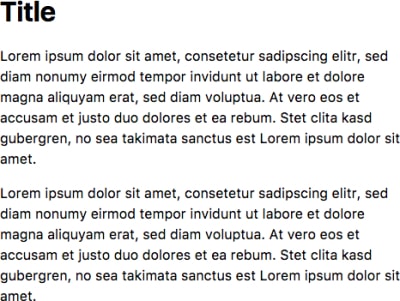 Title
Lorem ipsum dolor sit amet, consetetur sadipscing elitr, sed
diam nonumy eirmod tempor invidunt ut labore et dolore
magna aliquyam erat, sed diam voluptua. At vero eos et
accusam et justo duo dolores et ea rebum. Stet clita kasd
gubergren, no sea takimata sanctus est Lorem ipsum dolor sit
amet.
Lorem ipsum dolor sit amet, consetetur sadipscing elitr, sed
diam nonumy eirmod tempor invidunt ut labore et dolore
magna aliquyam erat, sed diam voluptua. At vero eos et
accusam et justo duo dolores et ea rebum. Stet clita kasd
gubergren, no sea takimata sanctus est Lorem ipsum dolor sit
amet.